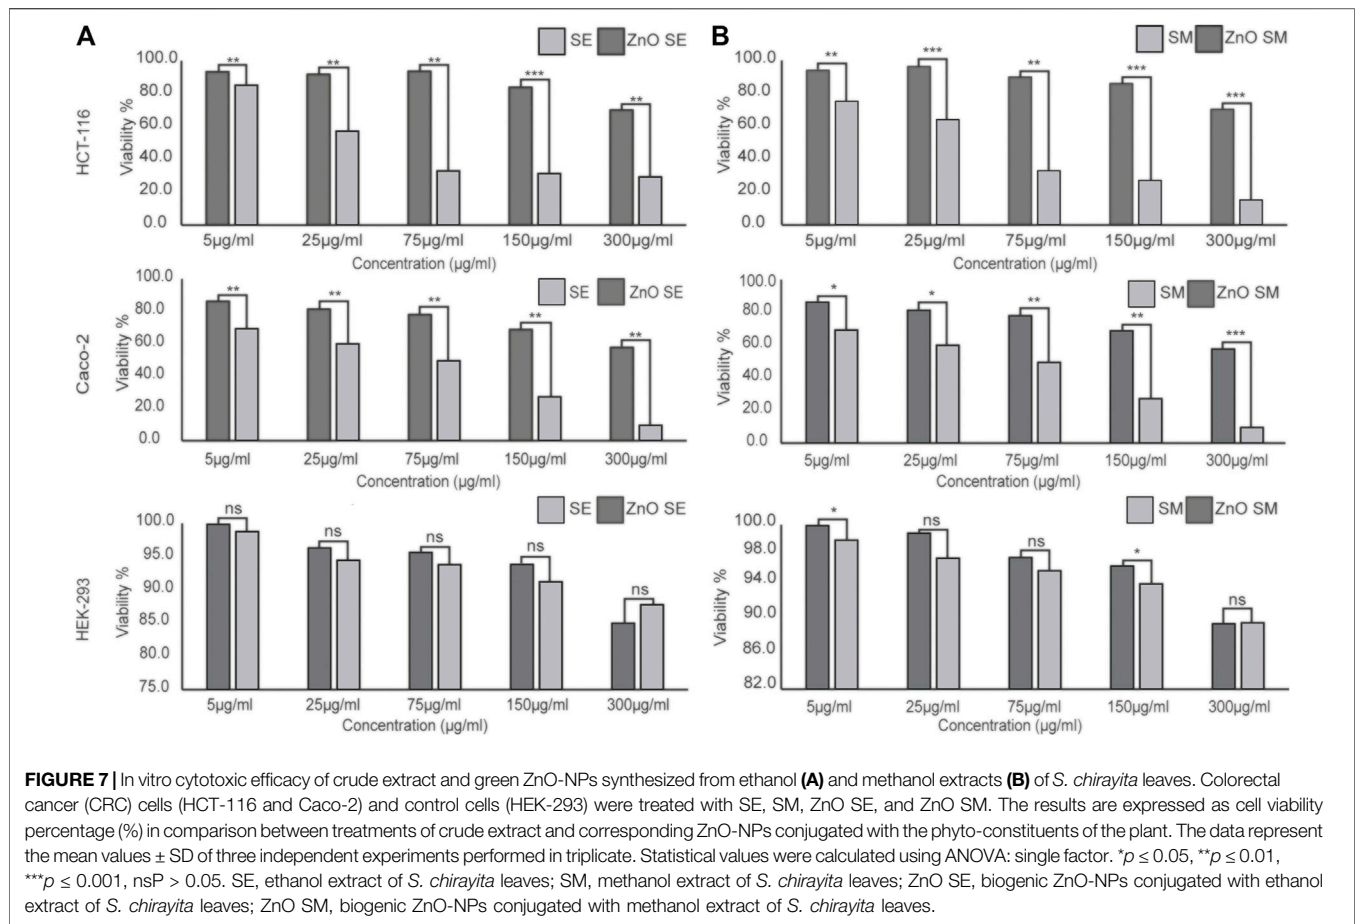 A
SE ZnO SE
100.0
80.0
60.0
40.0
20.0
0.0
Viability %
HCT-116
** ** ** *** **
5µg/ml 25µg/ml 75µg/ml 150µg/ml 300µg/ml
Concentration (µg/ml)
B
SM ZnO SM
100.0
80.0
60.0
40.0
20.0
0.0
Viability %
** *** ** *** ***
5µg/ml 25µg/ml 75µg/ml 150µg/ml 300µg/ml
Concentration (µg/ml)
SE ZnO SE
100.0
80.0
60.0
40.0
20.0
0.0
Viability %
Caco-2
** ** ** ** **
5µg/ml 25µg/ml 75µg/ml 150µg/ml 300µg/ml
Concentration (µg/ml)
SM ZnO SM
100.0
80.0
60.0
40.0
20.0
0.0
Viability %
* * ** ** ***
5µg/ml 25µg/ml 75µg/ml 150µg/ml 300µg/ml
Concentration (µg/ml)
SE ZnO SE
100.0
95.0
90.0
85.0
80.0
75.0
Viability %
HEK-293
ns ns ns ns ns
5µg/ml 25µg/ml 75µg/ml 150µg/ml 300µg/ml
Concentration (µg/ml)
SM ZnO SM
100.0
98.0
94.0
90.0
86.0
82.0
Viability %
* ns ns * ns
5µg/ml 25µg/ml 75µg/ml 150µg/ml 300µg/ml
Concentration (µg/ml)
FIGURE 7 | In vitro cytotoxic efficacy of crude extract and green ZnO-NPs synthesized from ethanol (A) and methanol extracts (B) of S. chirayita leaves. Colorectal
cancer (CRC) cells (HCT-116 and Caco-2) and control cells (HEK-293) were treated with SE, SM, ZnO SE, and ZnO SM. The results are expressed as cell viability
percentage (%) in comparison between treatments of crude extract and corresponding ZnO-NPs conjugated with the phyto-constituents of the plant. The data represent
the mean values ± SD of three independent experiments performed in triplicate. Statistical values were calculated using ANOVA: single factor. *p ≤ 0.05, **p ≤ 0.01,
***p ≤ 0.001, nsP > 0.05. SE, ethanol extract of S. chirayita leaves; SM, methanol extract of S. chirayita leaves; ZnO SE, biogenic ZnO-NPs conjugated with ethanol
extract of S. chirayita leaves; ZnO SM, biogenic ZnO-NPs conjugated with methanol extract of S. chirayita leaves.